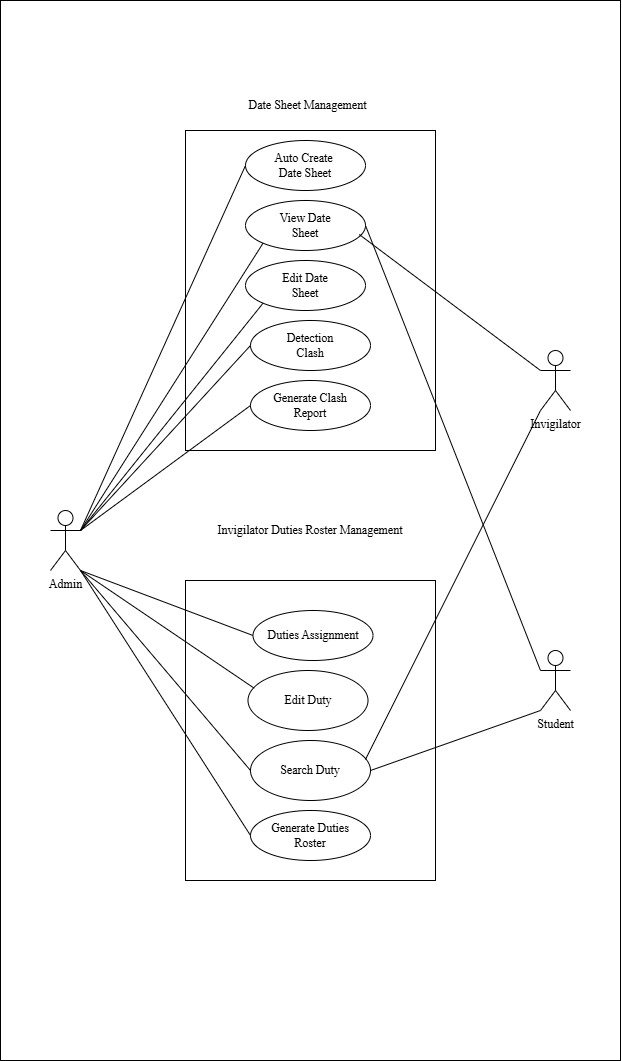 Date Sheet Management
Auto Create
Date Sheet
View Date
Sheet
Edit Date
Sheet
Detection
Clash
Generate Clash
Report
Invigilator
Invigilator Duties Roster Management
Admin
Duties Assignment
Edit Duty
Student
Search Duty
Generate Duties
Roster